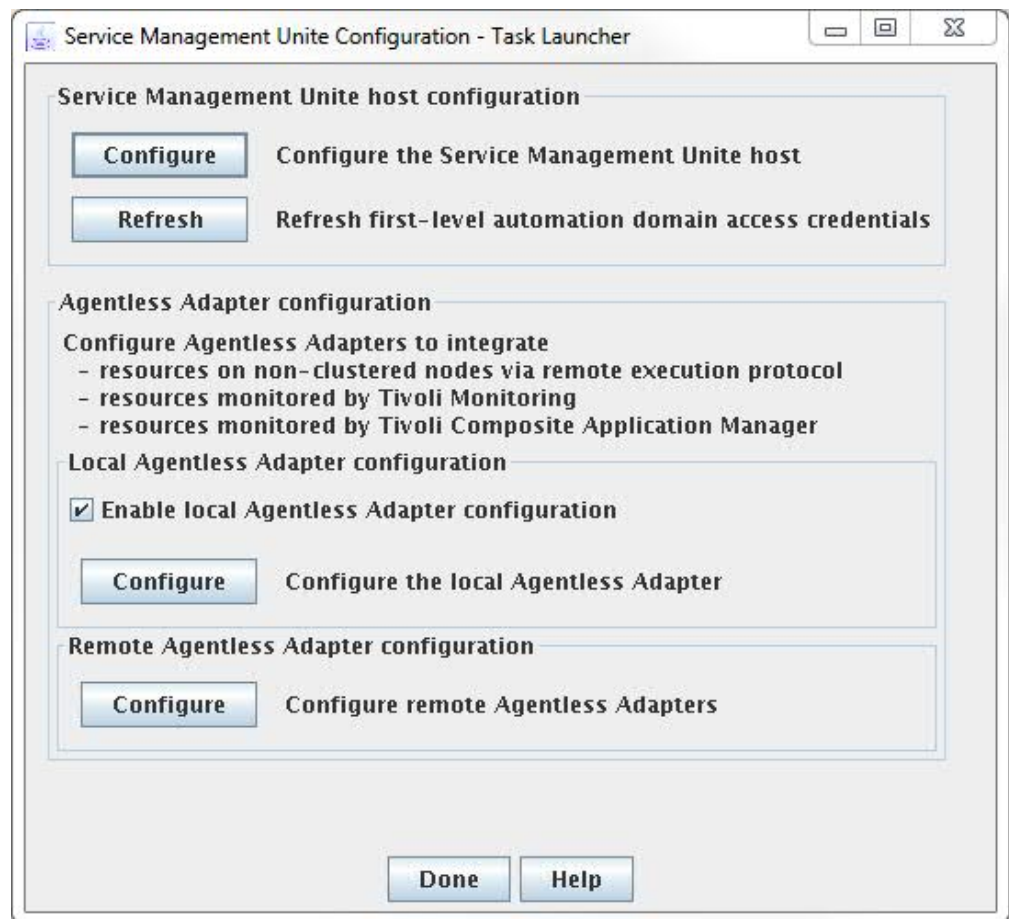 Service Management Unite Configuration - Task Launcher
Service Management Unite host configuration
Configure Configure the Service Management Unite host
Refresh Refresh first-level automation domain access credentials
Agentless Adapter configuration
Configure Agentless Adapters to integrate
- resources on non-clustered nodes via remote execution protocol
- resources monitored by Tivoli Monitoring
- resources monitored by Tivoli Composite Application Manager
Local Agentless Adapter configuration
Enable local Agentless Adapter configuration
Configure Configure the local Agentless Adapter
Remote Agentless Adapter configuration
Configure Configure remote Agentless Adapters
Done Help